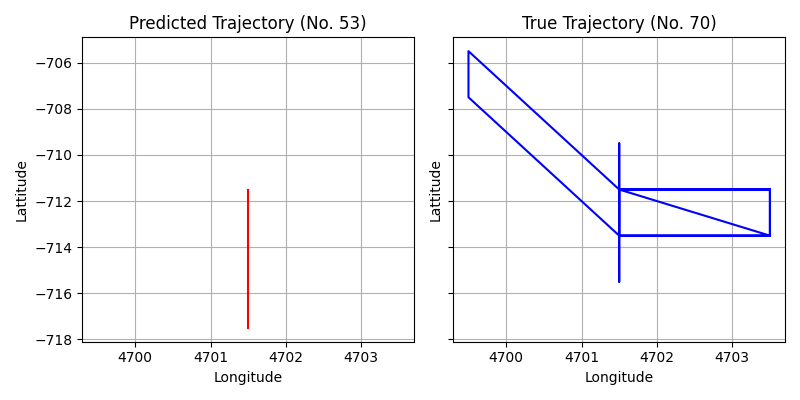 Predicted Trajectory (No. 53)
True Trajectory (No. 70)
Lattitude
−706
−708
−710
−712
−714
−716
−718
4700
4701
4702
4703
Longitude
Lattitude
4700
4701
4702
4703
Longitude